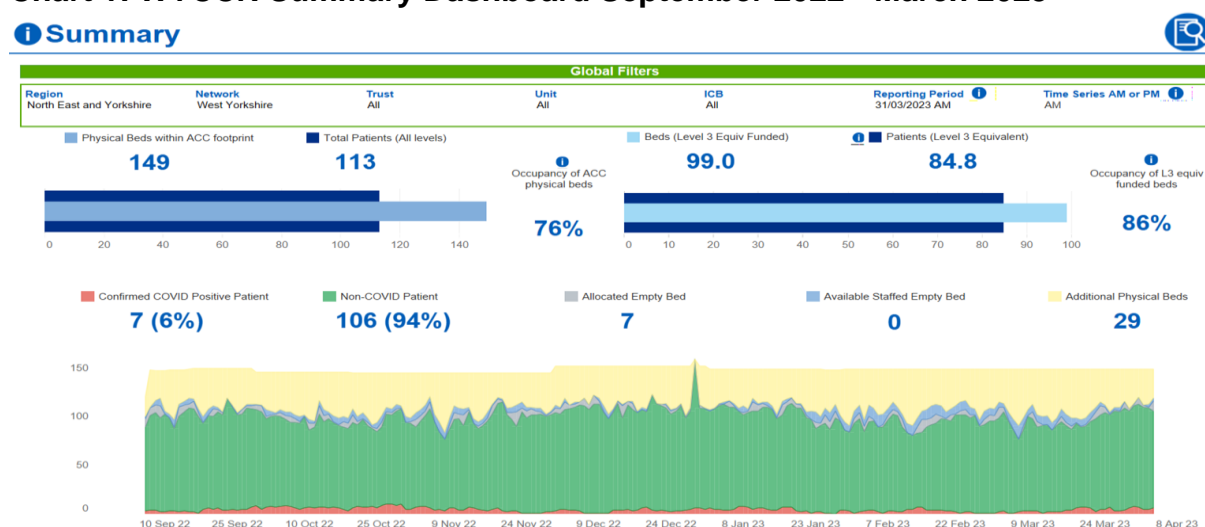 Summary
Global Filters
Region Network Trust Unit ICB Reporting Period Time Series AM or PM
North East and Yorkshire West Yorkshire All All All 31/03/2023 AM AM
Physical Beds within ACC footprint Total Patients (All levels) Beds (Level 3 Equiv Funded) Patients (Level 3 Equivalent)
149 113 99.0 84.8
Occupancy of ACC physical beds
Occupancy of L3 equiv funded beds
76% 86%
0 20 40 60 80 100 120 140
0 10 20 30 40 50 60 70 80 90 100
Confirmed COVID Positive Patient Non-COVID Patient Allocated Empty Bed Available Staffed Empty Bed Additional Physical Beds
7 (6%) 106 (94%) 7 0 29
150
100
50
0
10 Sep 22 25 Sep 22 10 Oct 22 25 Oct 22 9 Nov 22 24 Nov 22 9 Dec 22 24 Dec 22 8 Jan 23 23 Jan 23 7 Feb 23 22 Feb 23 9 Mar 23 24 Mar 23 8 Apr 23